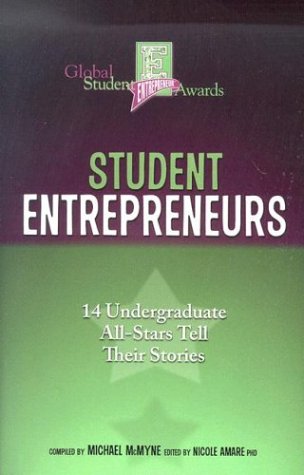 Global
Student
E
ENTREPRENEUR
Awards
STUDENT
ENTREPRENEURS
14 Undergraduate
All-Stars Tell
Their Stories
COMPILED BY MICHAEL McMYNE EDITED BY NICOLE AMARE PHD